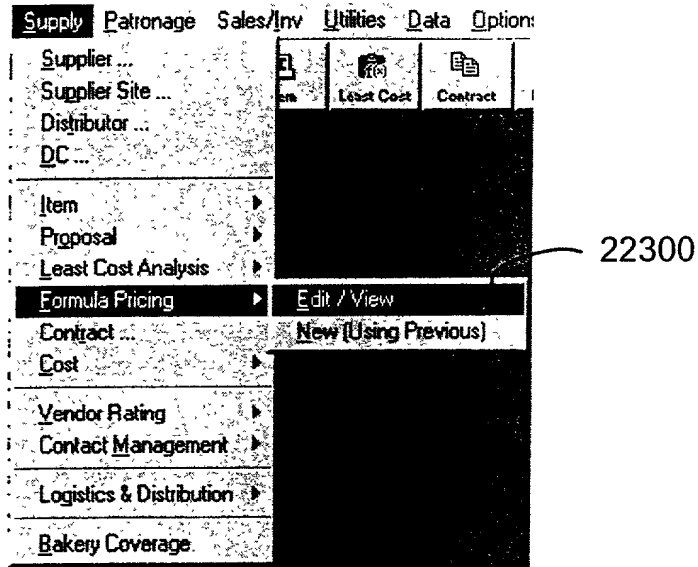 Supply Patronage Sales/Inv Utilities Data Option
Supplier ...
Supplier Site ...
Distributor ...
DC ...
Least Cost Contract
Item
Proposal
Least Cost Analysis
Formula Pricing Edit / View 22300
Contract ... New (Using Previous)
Cost
Vendor Rating
Contact Management
Logistics & Distribution
Bakery Coverage